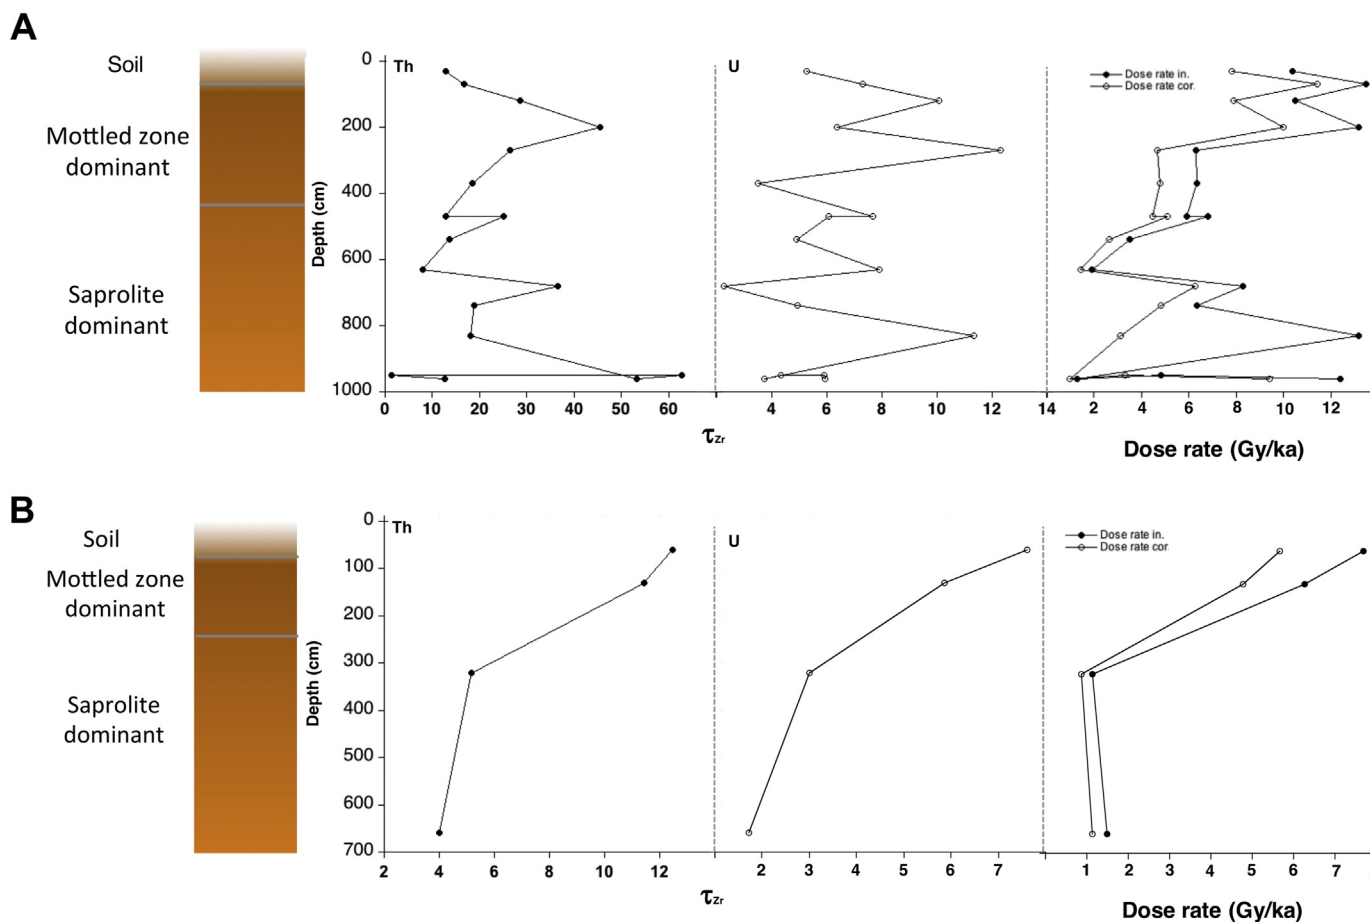 A
Soil
Mottled zone
dominant
Saprolite
dominant
Depth (cm)
0
200
400
600
800
1000
Th
U
Dose rate in.
Dose rate cor.
0 10 20 30 40 50 60
4 6 8 10 12 14
2 4 6 8 10 12
τZr
Dose rate (Gy/ka)
B
Soil
Mottled zone
dominant
Saprolite
dominant
Depth (cm)
0
100
200
300
400
500
600
700
Th
U
Dose rate in.
Dose rate cor.
2 4 6 8 10 12
2 3 4 5 6 7
1 2 3 4 5 6 7
τZr
Dose rate (Gy/ka)